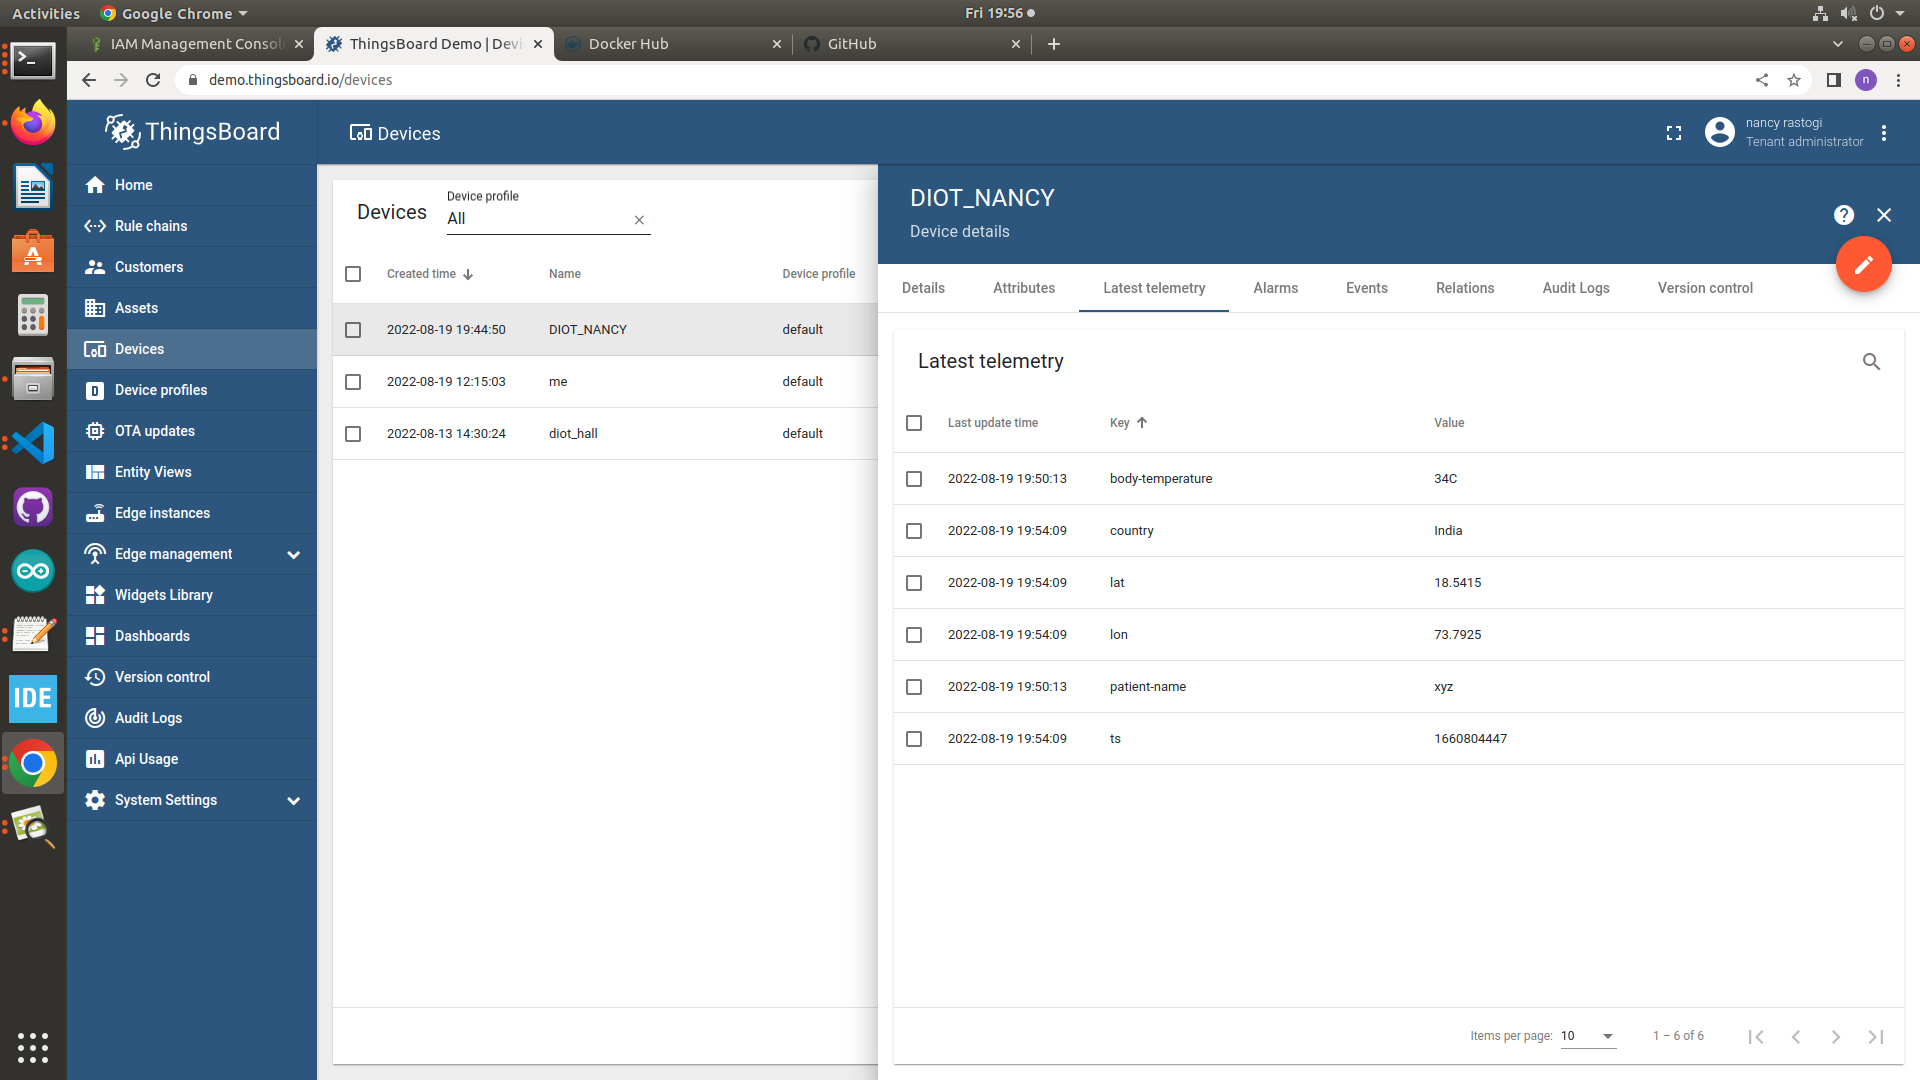 Activities
Google Chrome
Fri 19:56
IAM Management Consol
ThingsBoard Demo | Devi
Docker Hub
GitHub
demo.thingsboard.io/devices
n
ThingsBoard
Devices
nancy rastogi
Tenant administrator
Home
Rule chains
Customers
Assets
Devices
Device profiles
OTA updates
Entity Views
Edge instances
Edge management
Widgets Library
Dashboards
Version control
Audit Logs
Api Usage
System Settings
IDE
Devices
Device profile
All
Created time
Name
Device profile
2022-08-19 19:44:50
DIOT_NANCY
default
2022-08-19 12:15:03
me
default
2022-08-13 14:30:24
diot_hall
default
DIOT_NANCY
Device details
Details
Attributes
Latest telemetry
Alarms
Events
Relations
Audit Logs
Version control
Latest telemetry
Last update time
Key
Value
2022-08-19 19:50:13
body-temperature
34C
2022-08-19 19:54:09
country
India
2022-08-19 19:54:09
lat
18.5415
2022-08-19 19:54:09
lon
73.7925
2022-08-19 19:50:13
patient-name
xyz
2022-08-19 19:54:09
ts
1660804447
Items per page:
10
1 – 6 of 6